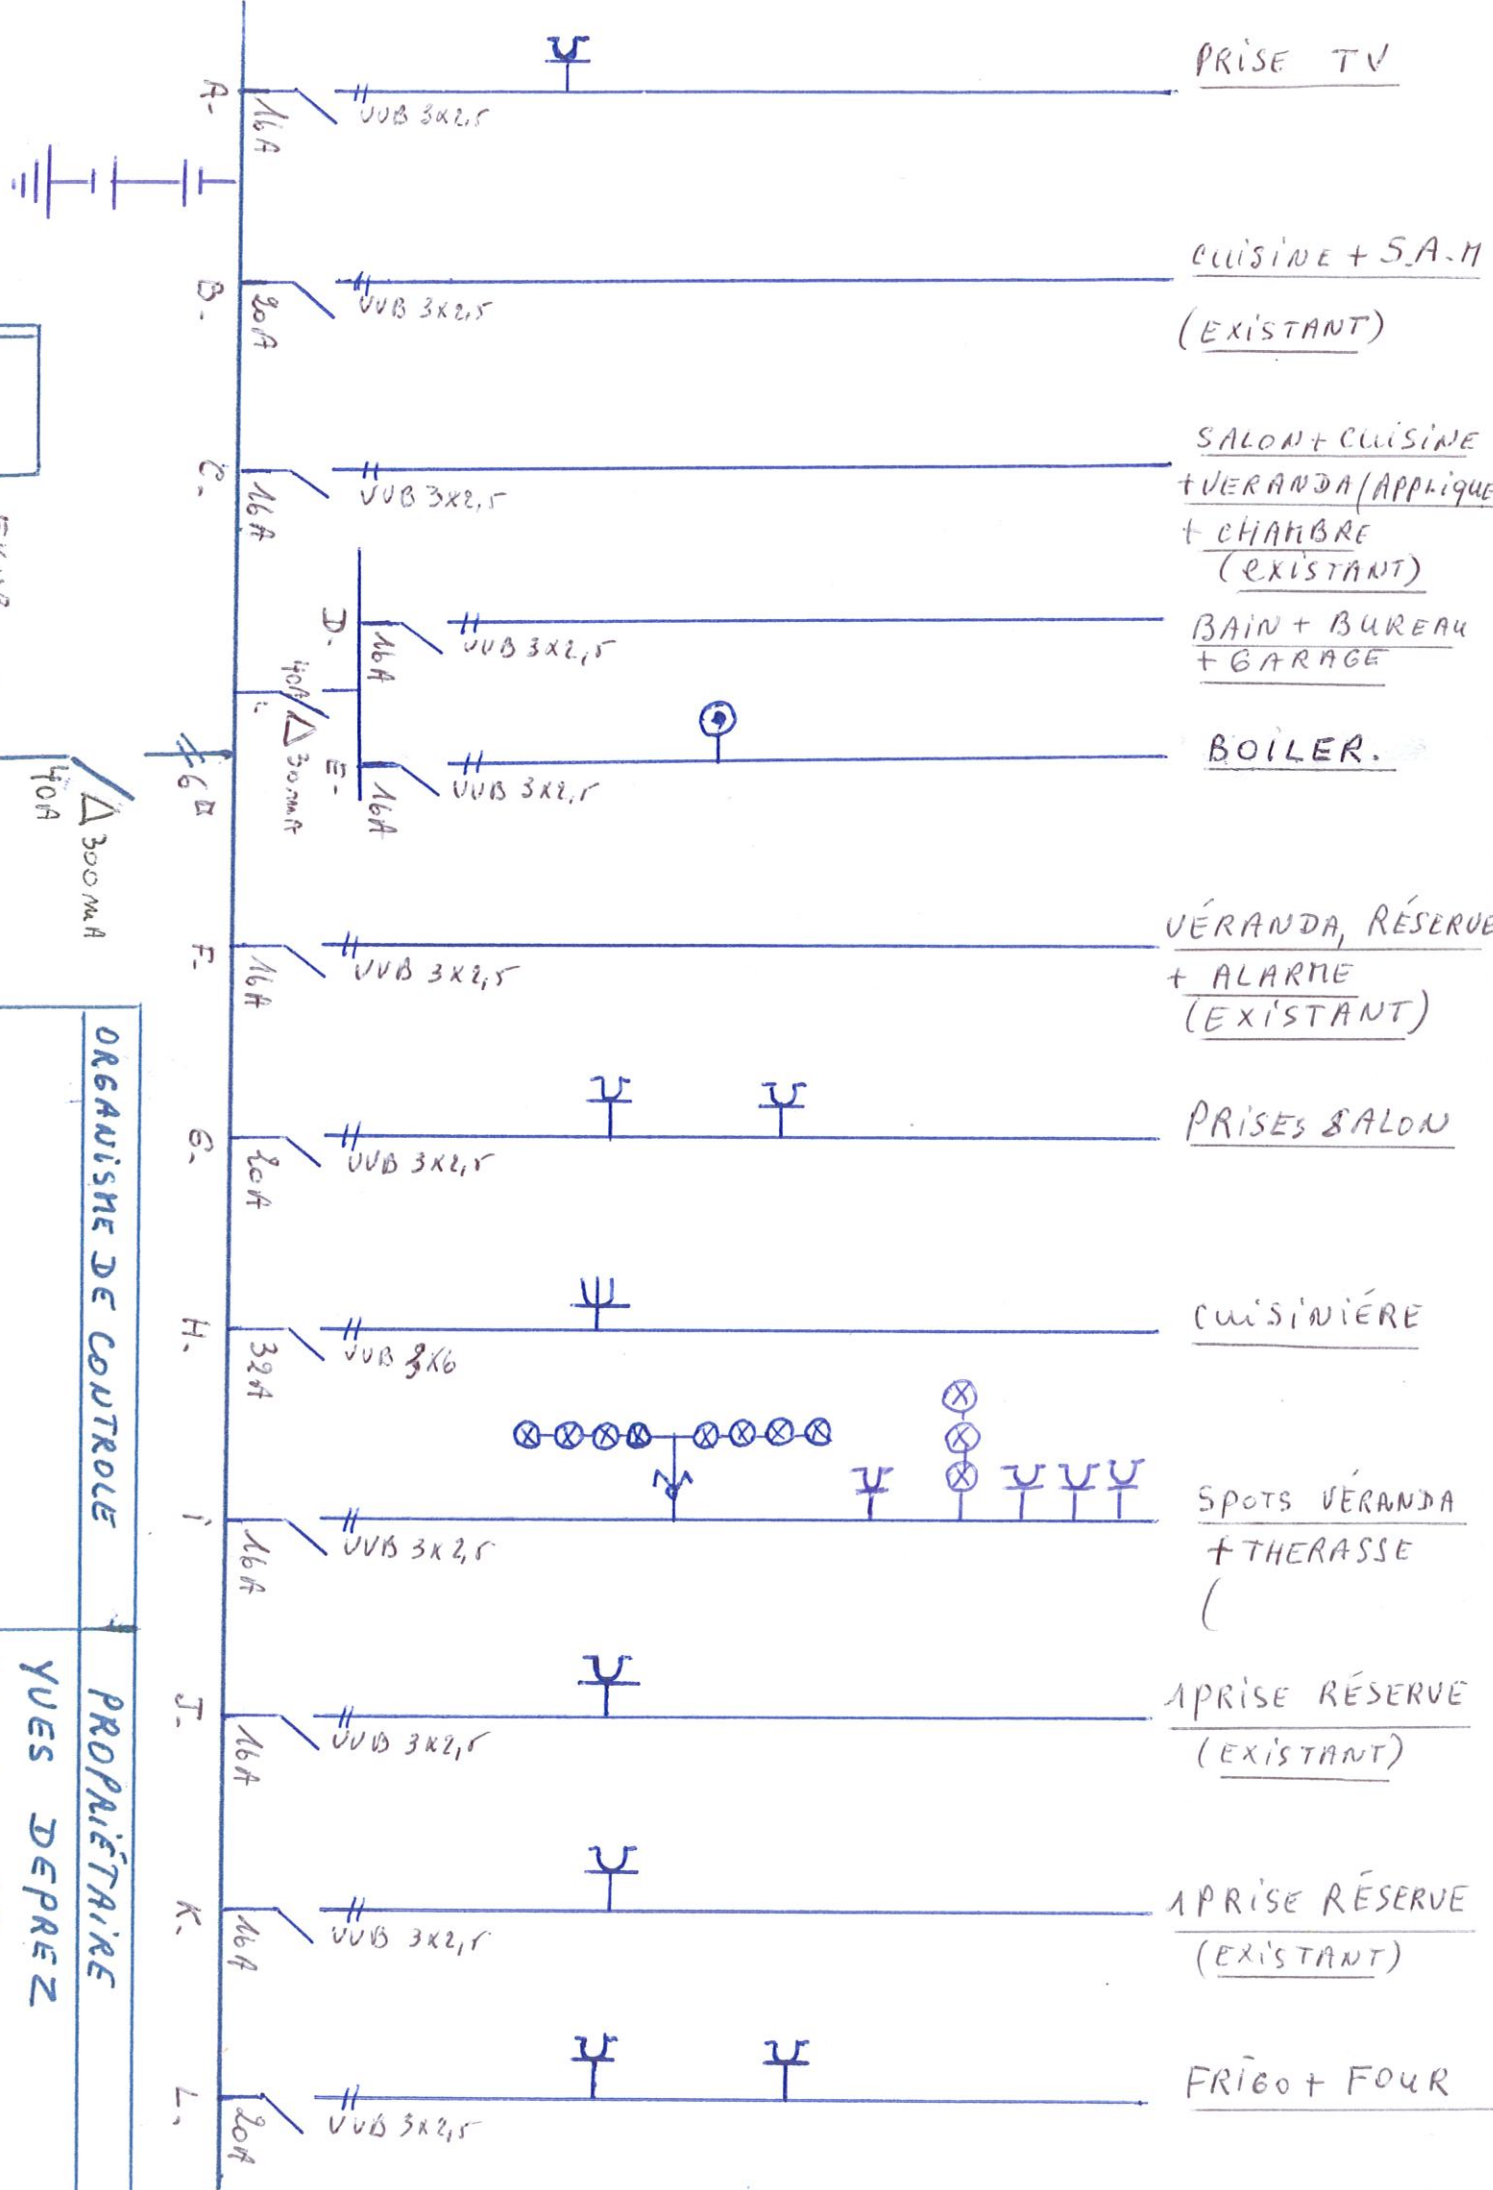 PRISE TV
A-
16A
VVB 3x2,5
CUISINE + S.A.M
(EXISTANT)
B.
20A
VVB 3x2,5
SALON + CUISINE
+ VERANDA/(APPLIQUE
+ CHAMBRE
(EXISTANT)
C.
16A
VVB 3x2,5
BAIN + BUREAU
+ GARAGE
D.
16A
VVB 3x2,5
40A Δ 30mA
BOILER.
E-
16A
VVB 3x2,5
6□
40A Δ 300mA
VÉRANDA, RÉSERVE
+ ALARME
(EXISTANT)
F.
16A
VVB 3x2,5
PRISES SALON
G.
20A
VVB 3x2,5
CUISINIÉRE
H.
32A
VVB 3x6
SPOTS VÉRANDA
+ THERASSE
(
I
16A
VVB 3x2,5
1 PRISE RÉSERVE
(EXISTANT)
J.
16A
VVB 3x2,5
1 PRISE RÉSERVE
(EXISTANT)
K.
16A
VVB 3x2,5
FRIGO + FOUR
L.
20A
VVB 3x2,5
ORGANISME DE CONTROLE
PROPRIÉTAIRE
YVES DEPREZ